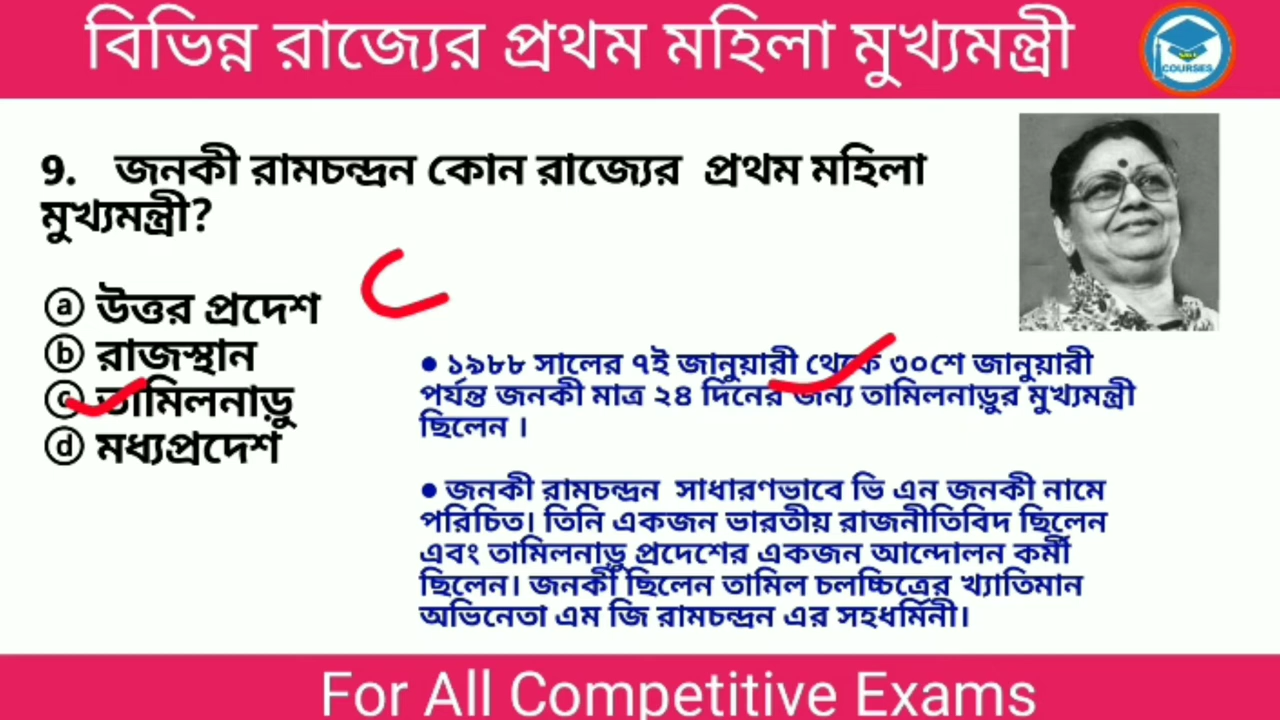 বিভিন্ন রাজ্যের প্রথম মহিলা মুখ্যমন্ত্রী
COURSES
9. জনকী রামচন্দ্রন কোন রাজ্যের প্রথম মহিলা
মুখ্যমন্ত্রী?
ⓐ উত্তর প্রদেশ
ⓑ রাজস্থান
ⓒ তামিলনাড়ু
ⓓ মধ্যপ্রদেশ
● ১৯৮৮ সালের ৭ই জানুয়ারী থেকে ৩০শে জানুয়ারী
পর্যন্ত জনকী মাত্র ২৪ দিনের জন্য তামিলনাড়ুর মুখ্যমন্ত্রী
ছিলেন ।
● জনকী রামচন্দ্রন সাধারণভাবে ভি এন জনকী নামে
পরিচিত। তিনি একজন ভারতীয় রাজনীতিবিদ ছিলেন
এবং তামিলনাড়ু প্রদেশের একজন আন্দোলন কর্মী
ছিলেন। জনকী ছিলেন তামিল চলচ্চিত্রের খ্যাতিমান
অভিনেতা এম জি রামচন্দ্রন এর সহধর্মিনী।
For All Competitive Exams